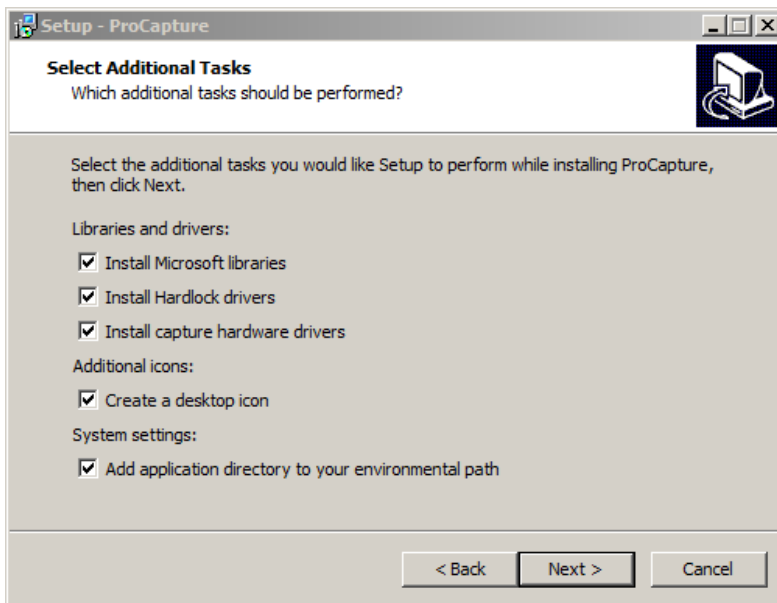 Setup - ProCapture
Select Additional Tasks
Which additional tasks should be performed?
Select the additional tasks you would like Setup to perform while installing ProCapture,
then click Next.
Libraries and drivers:
Install Microsoft libraries
Install Hardlock drivers
Install capture hardware drivers
Additional icons:
Create a desktop icon
System settings:
Add application directory to your environmental path
< Back
Next >
Cancel